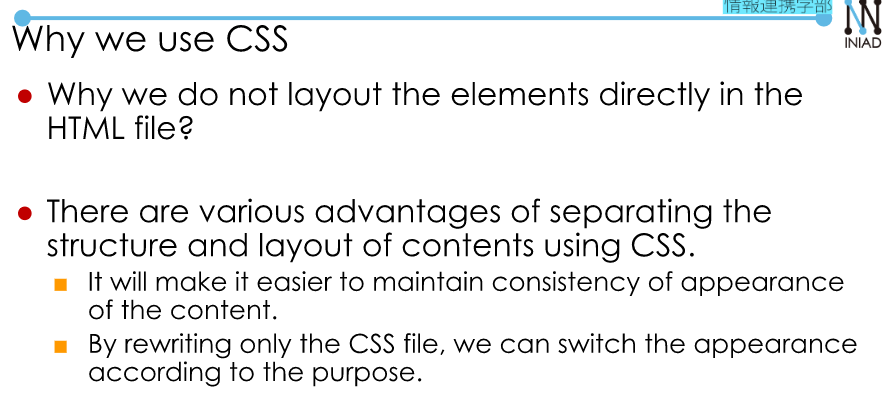 情報連携学部
INIAD
Why we use CSS
● Why we do not layout the elements directly in the
HTML file?
● There are various advantages of separating the
structure and layout of contents using CSS.
■ It will make it easier to maintain consistency of appearance
of the content.
■ By rewriting only the CSS file, we can switch the appearance
according to the purpose.